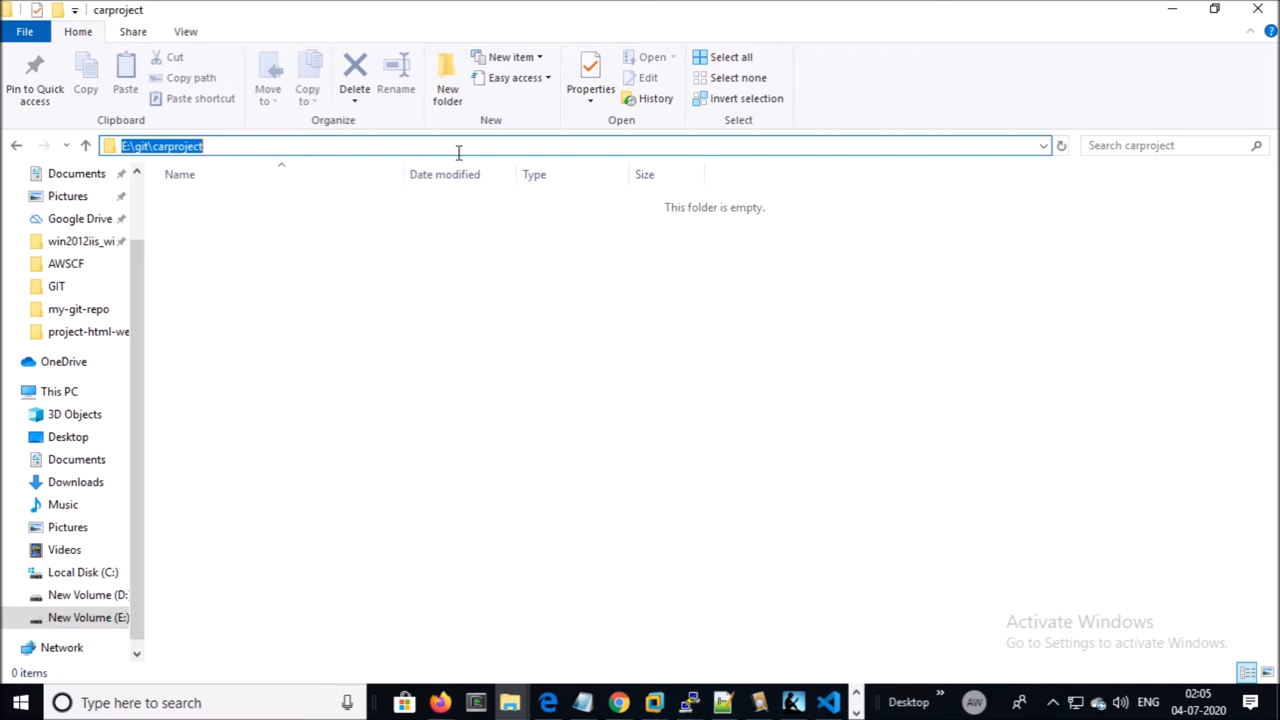 carproject
File
Home
Share
View
Pin to Quick
access
Copy
Paste
Cut
Copy path
Paste shortcut
Clipboard
Move
to
Copy
to
Delete
Rename
Organize
New
folder
New item
Easy access
New
Properties
Open
Edit
History
Open
Select all
Select none
Invert selection
Select
E:\git\carproject
Search carproject
Name
Date modified
Type
Size
This folder is empty.
Documents
Pictures
Google Drive
win2012iis_wi
AWSCF
GIT
my-git-repo
project-html-we
OneDrive
This PC
3D Objects
Desktop
Documents
Downloads
Music
Pictures
Videos
Local Disk (C:)
New Volume (D:
New Volume (E:)
Network
Activate Windows
Go to Settings to activate Windows.
0 items
Type here to search
Desktop
AW
ENG
02:05
04-07-2020